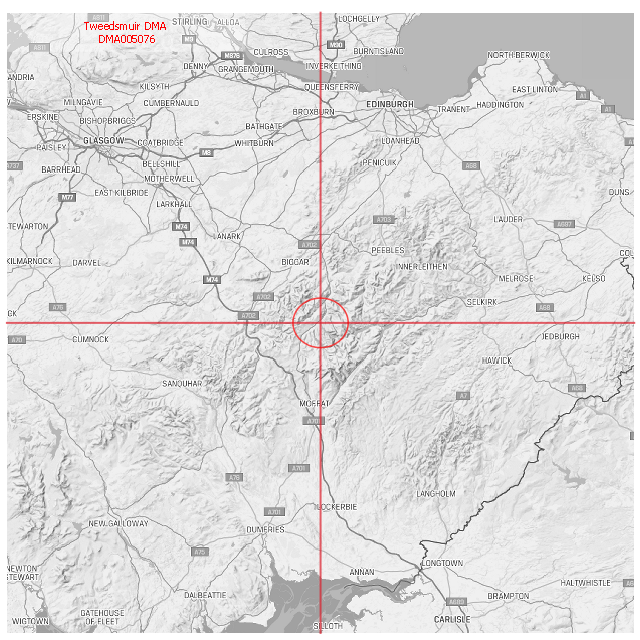 Tweedsmuir DMA
DMA005076
STIRLING
ALLOA
LOCHGELLY
A811
M9
M876
M90
CULROSS
BURNTISLAND
DENNY
GRANGEMOUTH
INVERKEITHING
NORTH BERWICK
KILSYTH
QUEENSFERRY
EAST LINTON
MILNGAVIE
CUMBERNAULD
BROXBURN
EDINBURGH
TRANENT
HADDINGTON
A1
A1
ERSKINE
BISHOPBRIGGS
BATHGATE
GLASGOW
COATBRIDGE
WHITBURN
LOANHEAD
PAISLEY
M8
BELLSHILL
PENICUIK
A68
A737
BARRHEAD
MOTHERWELL
M77
EAST KILBRIDE
LARKHALL
DUNS
STEWARTON
M74
M74
LANARK
A703
LAUDER
A697
A702
PEEBLES
KILMARNOCK
DARVEL
BIGGAR
INNERLEITHEN
M74
MELROSE
KELSO
A702
SELKIRK
A76
A702
A68
A70
CUMNOCK
JEDBURGH
HAWICK
SANQUHAR
A68
A7
MOFFAT
A701
A701
A76
LANGHOLM
A701
LOCKERBIE
NEW GALLOWAY
DUMFRIES
A75
NEWTON
STEWART
ANNAN
LONGTOWN
DALBEATTIE
HALTWHISTLE
BRAMPTON
A689
WIGTOWN
GATEHOUSE
OF FLEET
SILLOTH
CARLISLE